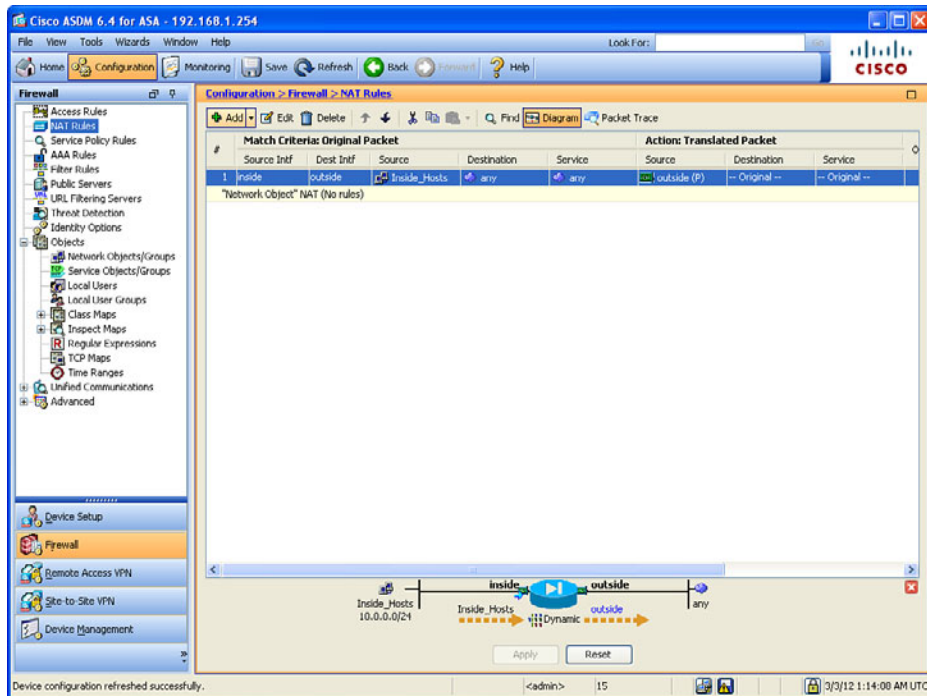 Cisco ASDM 6.4 for ASA - 192.168.1.254
File View Tools Wizards Window Help Look For: Go
Home Configuration Monitoring Save Refresh Back Forward Help
CISCO
Firewall
Access Rules
NAT Rules
Service Policy Rules
AAA Rules
Filter Rules
Public Servers
URL Filtering Servers
Threat Detection
Identity Options
Objects
Network Objects/Groups
Service Objects/Groups
Local Users
Local User Groups
Class Maps
Inspect Maps
Regular Expressions
TCP Maps
Time Ranges
Unified Communications
Advanced
Device Setup
Firewall
Remote Access VPN
Site-to-Site VPN
Device Management
Configuration > Firewall > NAT Rules
Add Edit Delete Find Diagram Packet Trace
# Match Criteria: Original Packet Action: Translated Packet
Source Intf Dest Intf Source Destination Service Source Destination Service
1 inside outside Inside_Hosts any any outside (P) -- Original -- -- Original --
"Network Object" NAT (No rules)
inside outside
Inside_Hosts Inside_Hosts outside any
10.0.0.0/24 Dynamic
Apply Reset
Device configuration refreshed successfully. <admin> 15 3/3/12 1:14:00 AM UTC